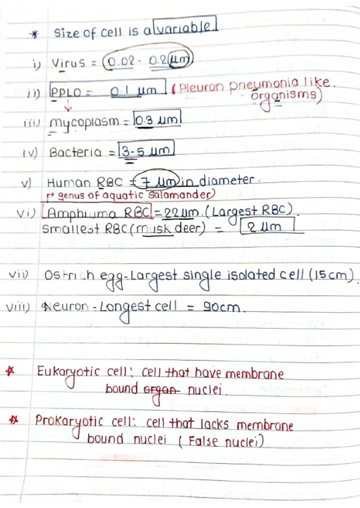 * Size of cell is a variable
i) Virus = 0.02 - 0.2 µm
ii) PPLO = 0.1 µm (Pleuron pneumonia like organisms)
iii) mycoplasm = 0.3 µm
iv) Bacteria = 3-5 µm
v) Human RBC = 7 µm in diameter.
genus of aquatic Salamander)
vi) Amphiuma RBC = 22 µm (Largest RBC)
Smallest RBC (musk deer) = 2 µm
vii) Ostrich egg - Largest single isolated cell (15 cm)
viii) Neuron - Longest cell = 90 cm.
* Eukaryotic cell: cell that have membrane
bound organ nuclei
* Prokaryotic cell: cell that lacks membrane
bound nuclei (False nuclei)